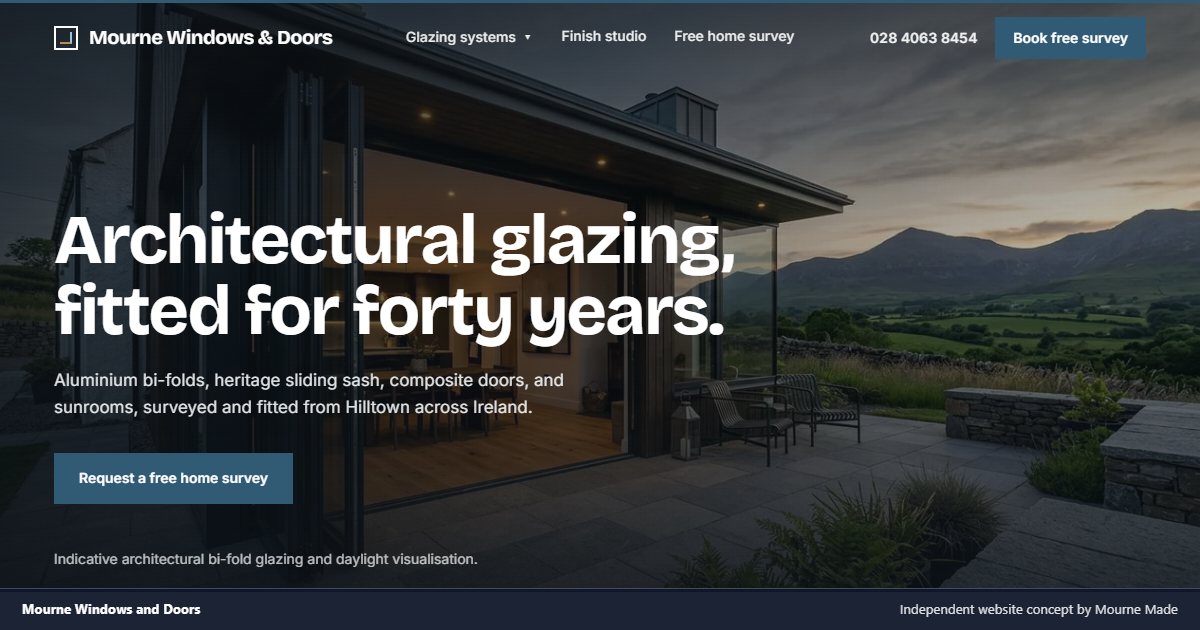 Mourne Windows & Doors
Glazing systems ▼
Finish studio
Free home survey
028 4063 8454
Book free survey
Architectural glazing,
fitted for forty years.
Aluminium bi-folds, heritage sliding sash, composite doors, and
sunrooms, surveyed and fitted from Hilltown across Ireland.
Request a free home survey
Indicative architectural bi-fold glazing and daylight visualisation.
Mourne Windows and Doors
Independent website concept by Mourne Made